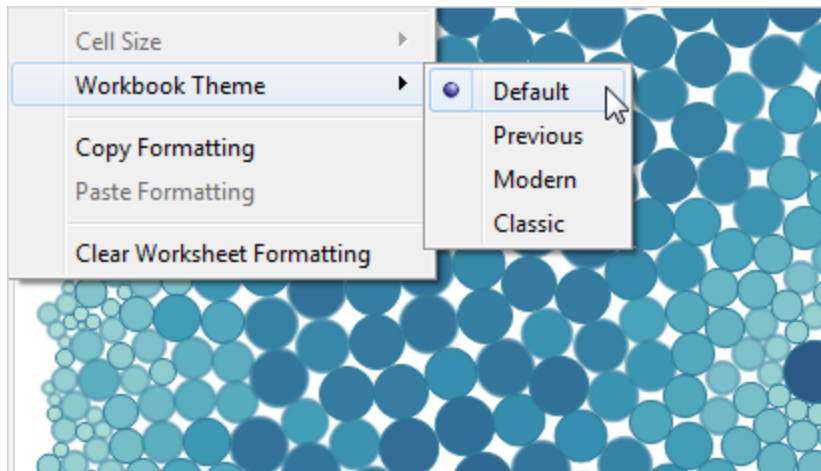 Cell Size
Workbook Theme
Default
Previous
Copy Formatting
Modern
Paste Formatting
Classic
Clear Worksheet Formatting